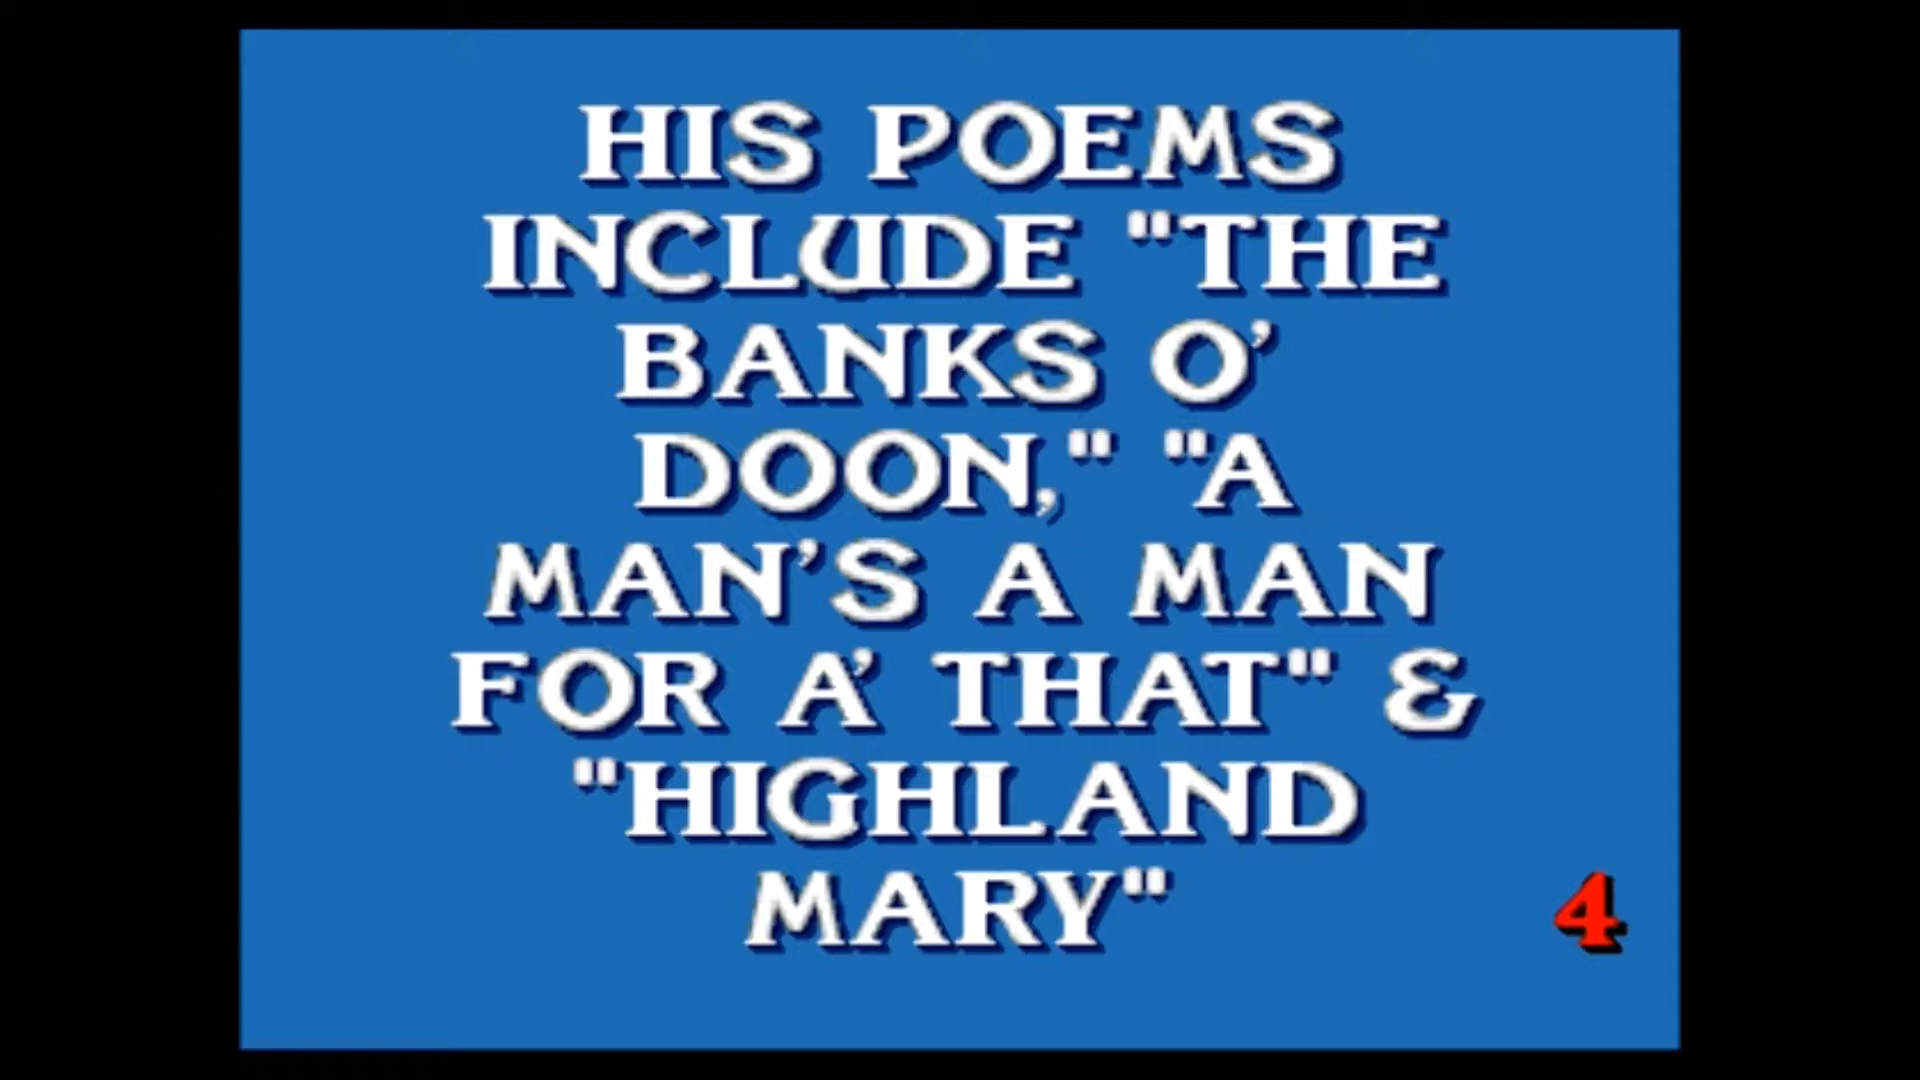 HIS POEMS
INCLUDE "THE
BANKS O'
DOON," "A
MAN'S A MAN
FOR A' THAT" &
"HIGHLAND
MARY"
4